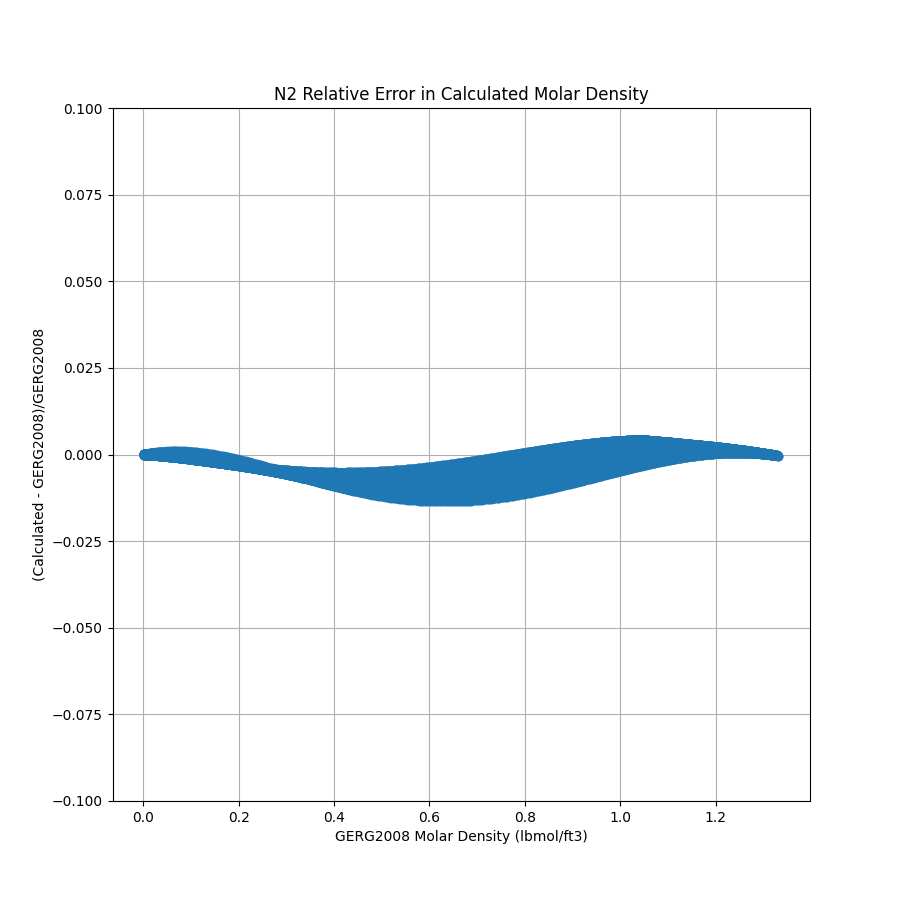 N2 Relative Error in Calculated Molar Density
0.100
0.075
0.050
0.025
0.000
−0.025
−0.050
−0.075
−0.100
(Calculated - GERG2008)/GERG2008
0.0 0.2 0.4 0.6 0.8 1.0 1.2
GERG2008 Molar Density (lbmol/ft3)